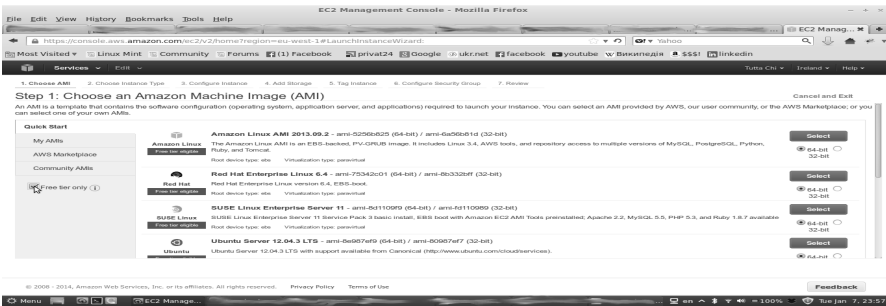 EC2 Management Console - Mozilla Firefox
File Edit View History Bookmarks Tools Help
EC2 Manag...
https://console.aws.amazon.com/ec2/v2/home?region=eu-west-1#LaunchInstanceWizard:
Yahoo
Most Visited Linux Mint Community Forums (1) Facebook privat24 Google ukr.net facebook youtube Википедія $$$! linkedin
Services Edit Tutta Chi Ireland Help
1. Choose AMI 2. Choose Instance Type 3. Configure Instance 4. Add Storage 5. Tag Instance 6. Configure Security Group 7. Review
Step 1: Choose an Amazon Machine Image (AMI)
Cancel and Exit
An AMI is a template that contains the software configuration (operating system, application server, and applications) required to launch your instance. You can select an AMI provided by AWS, our user community, or the AWS Marketplace; or you
can select one of your own AMIs.
Quick Start
My AMIs
AWS Marketplace
Community AMIs
Free tier only
Amazon Linux
Free tier eligible
Amazon Linux AMI 2013.09.2 - ami-5256b825 (64-bit) / ami-6a56b81d (32-bit)
The Amazon Linux AMI is an EBS-backed, PV-GRUB image. It includes Linux 3.4, AWS tools, and repository access to multiple versions of MySQL, PostgreSQL, Python,
Ruby, and Tomcat.
Root device type: ebs Virtualization type: paravirtual
Select
64-bit
32-bit
Red Hat
Free tier eligible
Red Hat Enterprise Linux 6.4 - ami-75342c01 (64-bit) / ami-8b332bff (32-bit)
Red Hat Enterprise Linux version 6.4, EBS-boot.
Root device type: ebs Virtualization type: paravirtual
Select
64-bit
32-bit
SUSE Linux
Free tier eligible
SUSE Linux Enterprise Server 11 - ami-8d1109f9 (64-bit) / ami-fd110989 (32-bit)
SUSE Linux Enterprise Server 11 Service Pack 3 basic install, EBS boot with Amazon EC2 AMI Tools preinstalled; Apache 2.2, MySQL 5.5, PHP 5.3, and Ruby 1.8.7 available
Root device type: ebs Virtualization type: paravirtual
Select
64-bit
32-bit
Ubuntu
Ubuntu Server 12.04.3 LTS - ami-8e987ef9 (64-bit) / ami-80987ef7 (32-bit)
Ubuntu Server 12.04.3 LTS with support available from Canonical (http://www.ubuntu.com/cloud/services).
Select
64-bit
© 2008 - 2014, Amazon Web Services, Inc. or its affiliates. All rights reserved. Privacy Policy Terms of Use
Feedback
Menu EC2 Manage... en 100% Tue Jan 7, 23:57